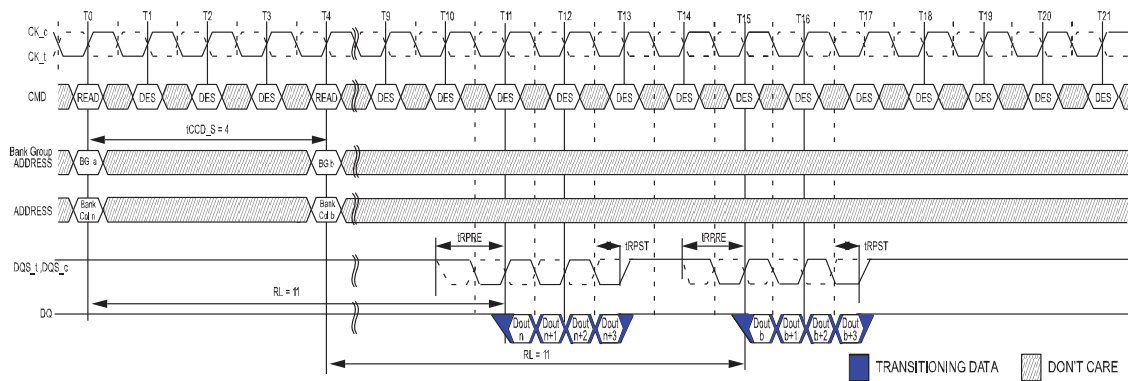 T0 T1 T2 T3 T4 T9 T10 T11 T12 T13 T14 T15 T16 T17 T18 T19 T20 T21
CK_c
CK_t
CMD READ DES DES DES READ DES DES DES DES DES DES DES DES DES DES DES DES DES
tCCD_S = 4
Bank Group
ADDRESS BG a BG b
ADDRESS Bank Col n Bank Col b
tRPRE tRPST tRPRE tRPST
DQS_t ,DQS_c
RL = 11
DQ Dout n Dout n+1 Dout n+2 Dout n+3 Dout b Dout b+1 Dout b+2 Dout b+3
RL = 11
TRANSITIONING DATA DON'T CARE